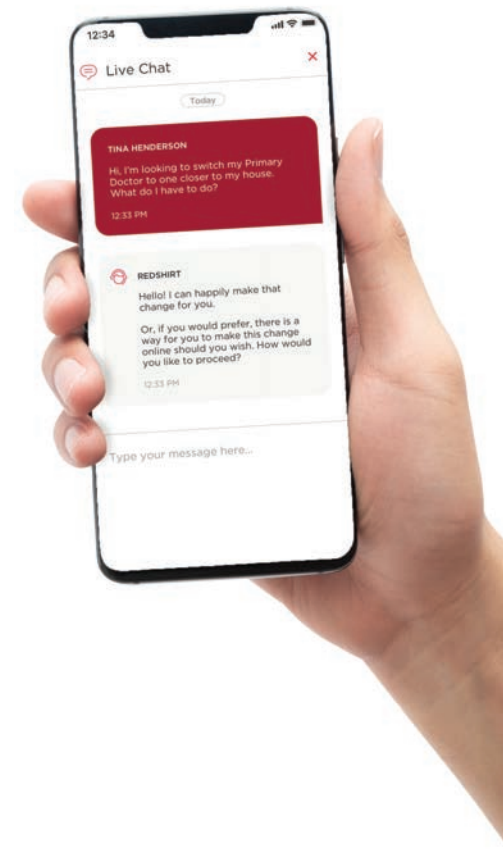 12:34
Live Chat
Today
TINA HENDERSON
Hi, I'm looking to switch my Primary
Doctor to one closer to my house.
What do I have to do?
12:33 PM
REDSHIRT
Hello! I can happily make that
change for you.
Or, if you would prefer, there is a
way for you to make this change
online should you wish. How would
you like to proceed?
12:33 PM
Type your message here...